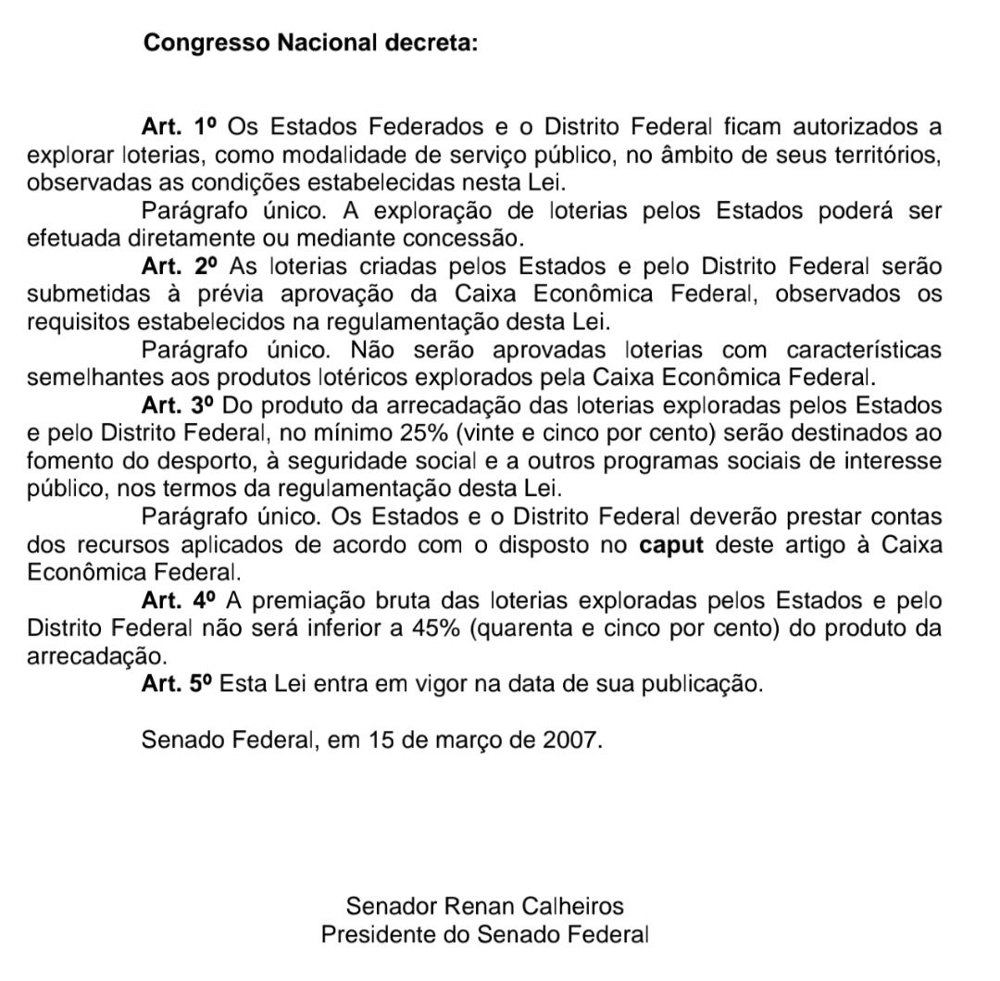 Congresso Nacional decreta:
Art. 1º Os Estados Federados e o Distrito Federal ficam autorizados a
explorar loterias, como modalidade de serviço público, no âmbito de seus territórios,
observadas as condições estabelecidas nesta Lei.
Parágrafo único. A exploração de loterias pelos Estados poderá ser
efetuada diretamente ou mediante concessão.
Art. 2º As loterias criadas pelos Estados e pelo Distrito Federal serão
submetidas à prévia aprovação da Caixa Econômica Federal, observados os
requisitos estabelecidos na regulamentação desta Lei.
Parágrafo único. Não serão aprovadas loterias com características
semelhantes aos produtos lotéricos explorados pela Caixa Econômica Federal.
Art. 3º Do produto da arrecadação das loterias exploradas pelos Estados
e pelo Distrito Federal, no mínimo 25% (vinte e cinco por cento) serão destinados ao
fomento do desporto, à seguridade social e a outros programas sociais de interesse
público, nos termos da regulamentação desta Lei.
Parágrafo único. Os Estados e o Distrito Federal deverão prestar contas
dos recursos aplicados de acordo com o disposto no caput deste artigo à Caixa
Econômica Federal.
Art. 4º A premiação bruta das loterias exploradas pelos Estados e pelo
Distrito Federal não será inferior a 45% (quarenta e cinco por cento) do produto da
arrecadação.
Art. 5º Esta Lei entra em vigor na data de sua publicação.
Senado Federal, em 15 de março de 2007.
Senador Renan Calheiros
Presidente do Senado Federal